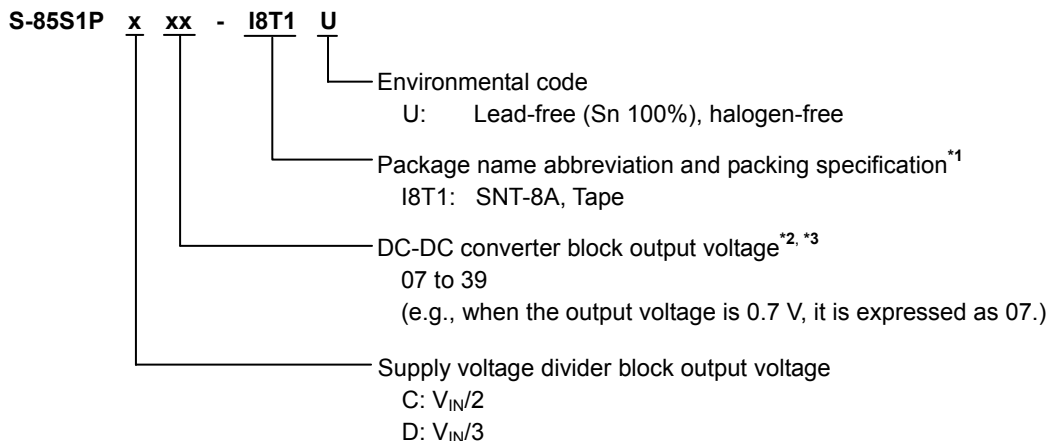 S-85S1P x xx - I8T1 U
Environmental code
U: Lead-free (Sn 100%), halogen-free
Package name abbreviation and packing specification*1
I8T1: SNT-8A, Tape
DC-DC converter block output voltage*2, *3
07 to 39
(e.g., when the output voltage is 0.7 V, it is expressed as 07.)
Supply voltage divider block output voltage
C: VIN/2
D: VIN/3